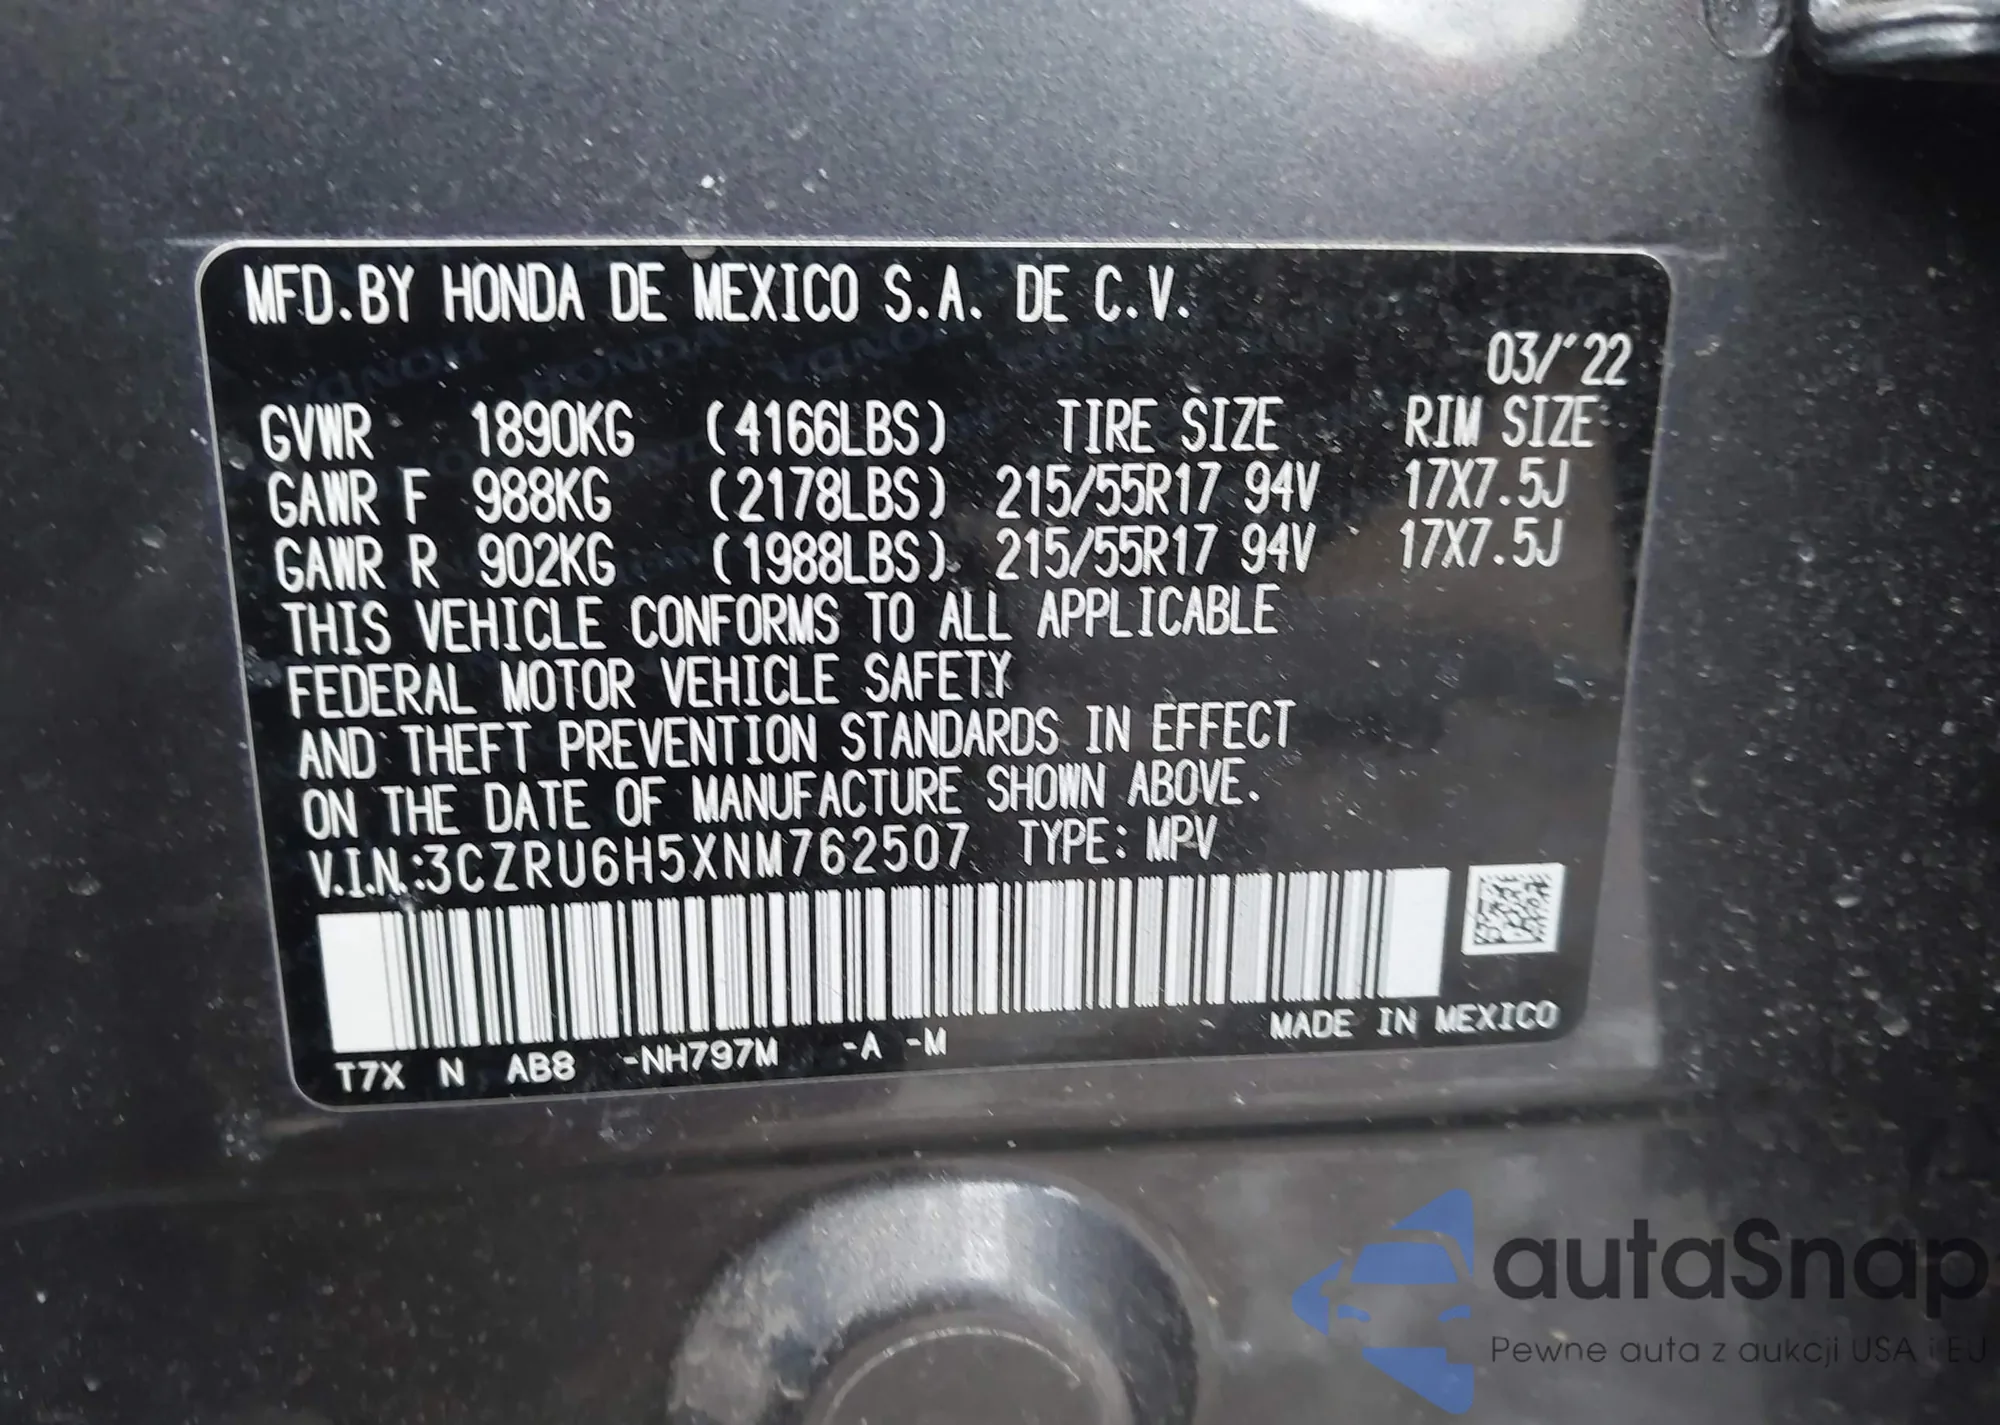 MFD.BY HONDA DE MEXICO S.A. DE C.V.
03/'22
GVWR 1890KG (4166LBS) TIRE SIZE RIM SIZE
GAWR F 988KG (2178LBS) 215/55R17 94V 17X7.5J
GAWR R 902KG (1988LBS) 215/55R17 94V 17X7.5J
THIS VEHICLE CONFORMS TO ALL APPLICABLE
FEDERAL MOTOR VEHICLE SAFETY
AND THEFT PREVENTION STANDARDS IN EFFECT
ON THE DATE OF MANUFACTURE SHOWN ABOVE.
V.I.N.:3CZRU6H5XNM762507 TYPE: MPV
T7X N AB8 -NH797M -A -M MADE IN MEXICO
autaSnap
Pewne auta z aukcji USA i EU